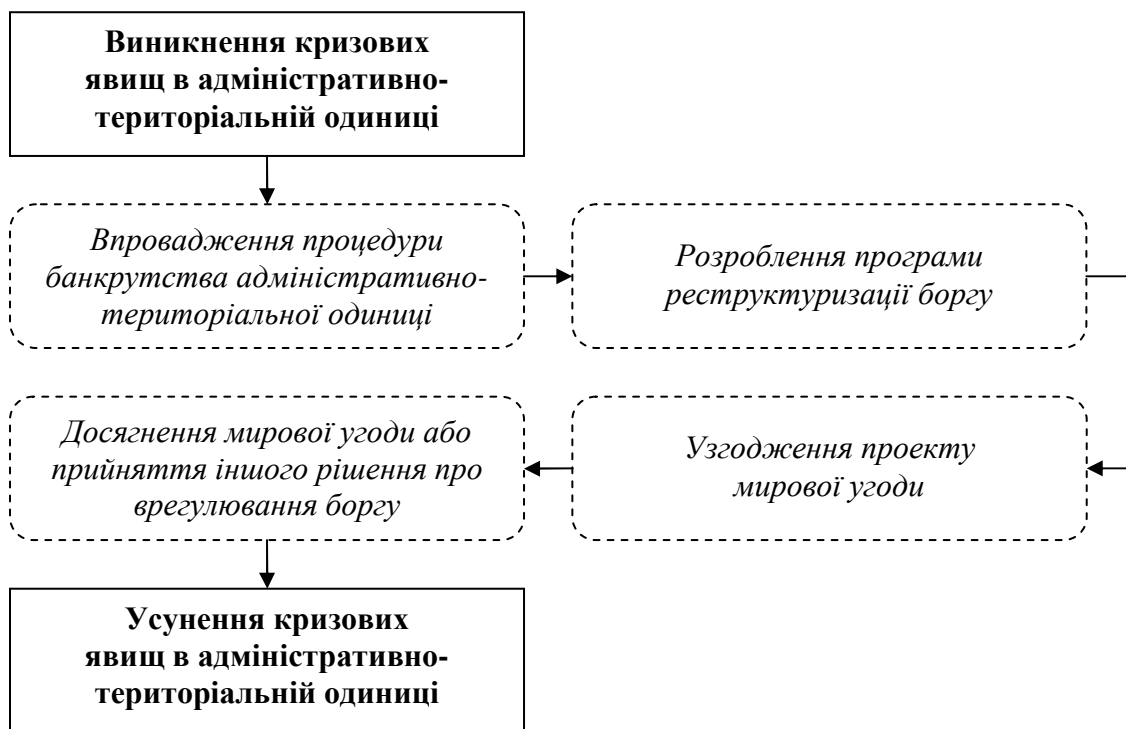 Виникнення кризових
явищ в адміністративно-
територіальній одиниці
Впровадження процедури
банкрутства адміністративно-
територіальної одиниці
Розроблення програми
реструктуризації боргу
Узгодження проекту
мирової угоди
Досягнення мирової угоди або
прийняття іншого рішення про
врегулювання боргу
Усунення кризових
явищ в адміністративно-
територіальній одиниці